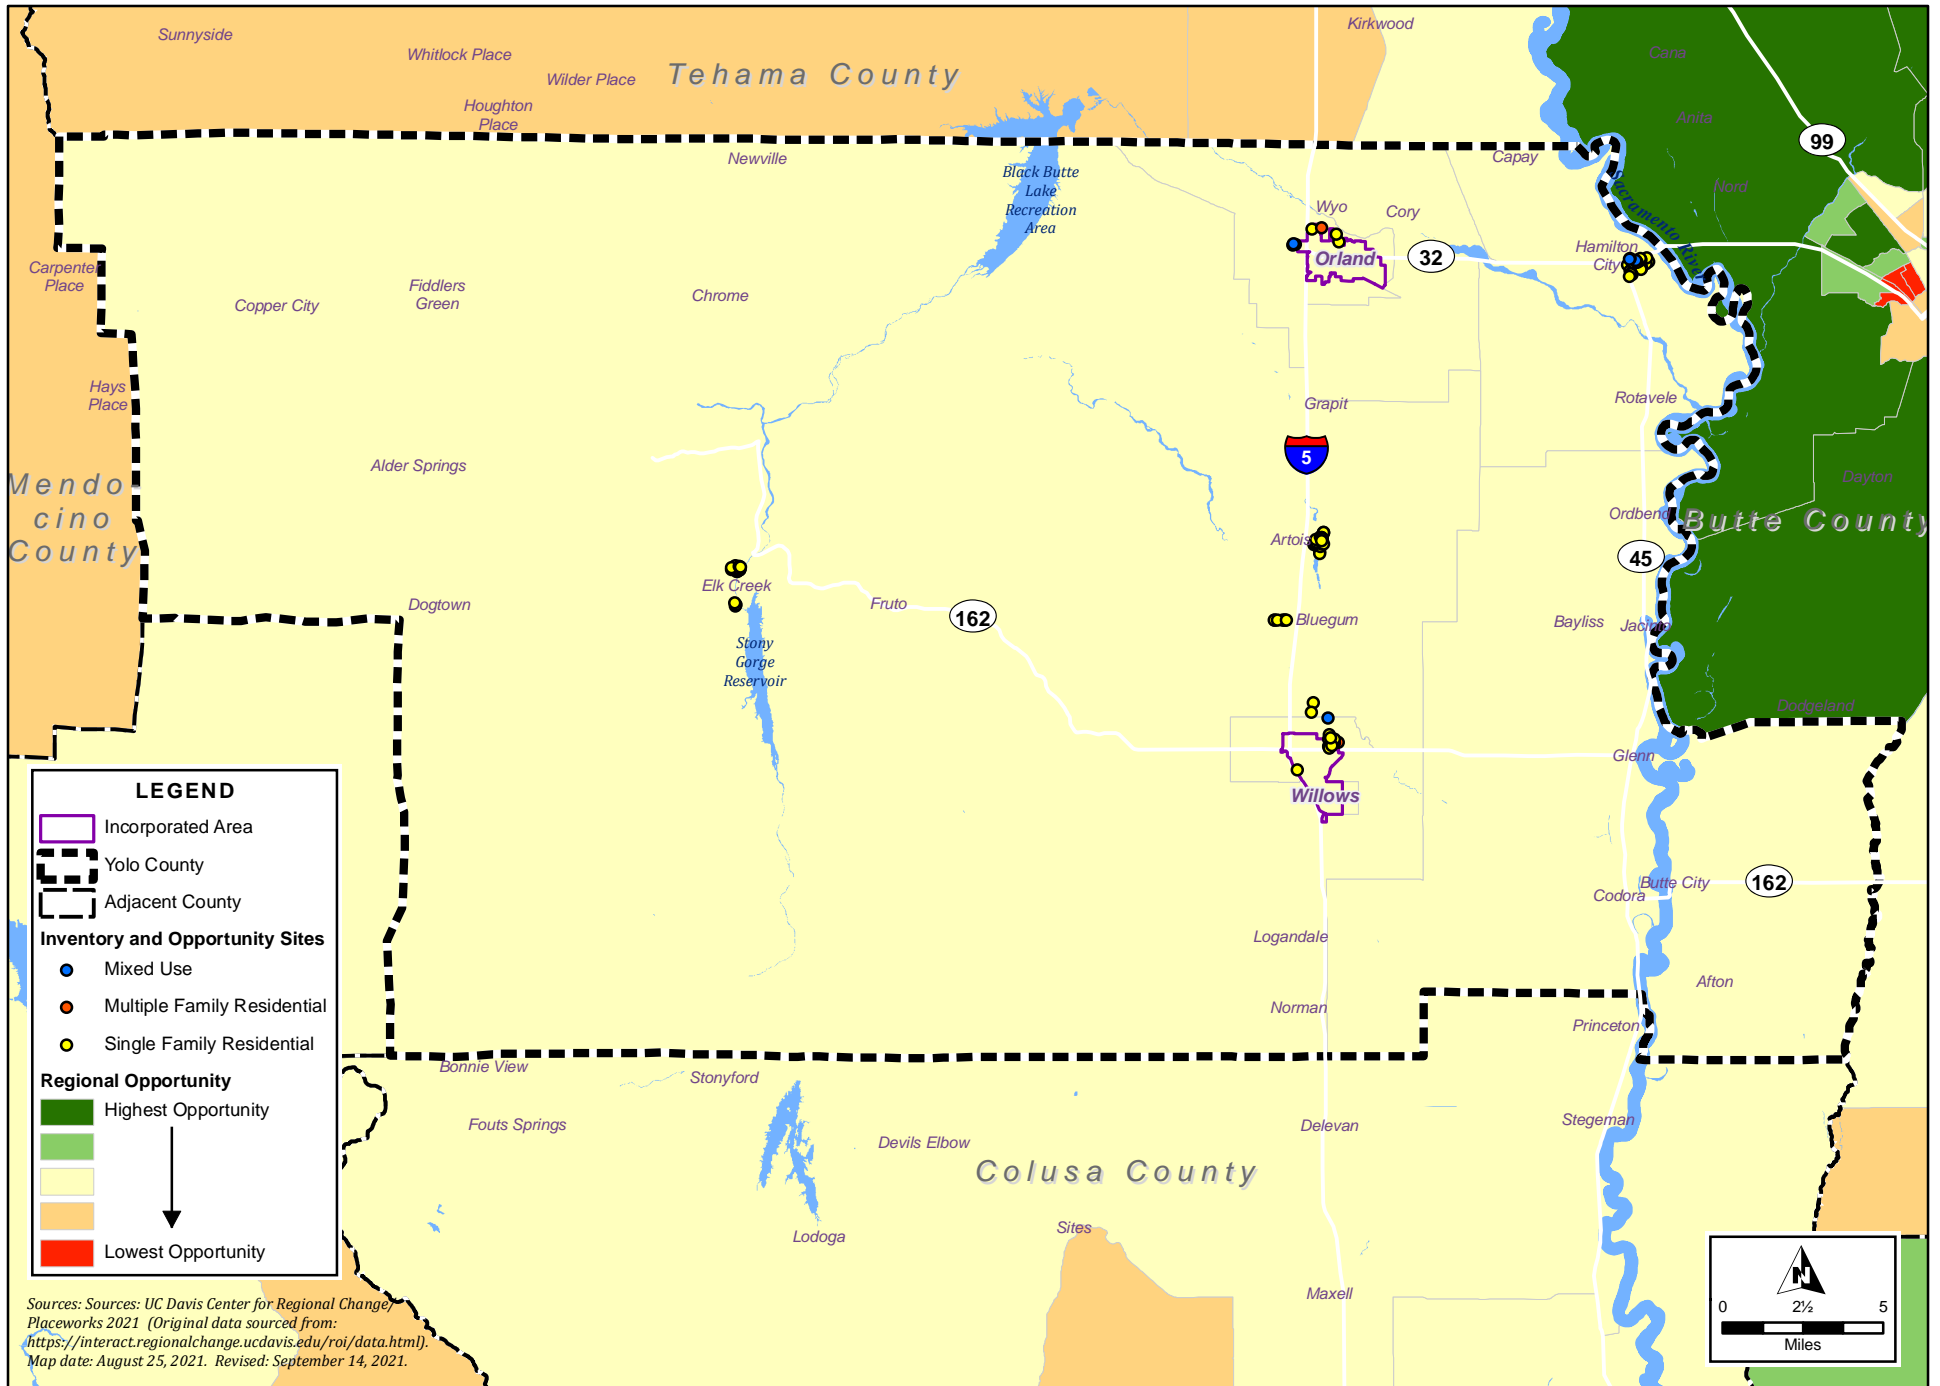 Sunnyside
Whitlock Place
Wilder Place
Houghton
Place
Tehama County
Kirkwood
Cana
Anita
99
Nord
Newville
Black Butte
Lake
Recreation
Area
Capay
Sacramento River
Wyo
Cory
Orland
32
Hamilton
City
Carpenter
Place
Copper City
Fiddlers
Green
Chrome
Hays
Place
Grapit
Rotavele
5
Alder Springs
Dayton
Mendo-
cino
County
Ordbend
Butte County
Artois
45
Elk Creek
Dogtown
Fruto
162
Bluegum
Bayliss
Jacinto
Stony
Gorge
Reservoir
Dodgeland
Glenn
Willows
Butte City
162
Codora
Logandale
Afton
Norman
Princeton
Bonnie View
Stonyford
Fouts Springs
Devils Elbow
Delevan
Stegeman
Colusa County
Sites
Lodoga
Maxell
LEGEND
Incorporated Area
Yolo County
Adjacent County
Inventory and Opportunity Sites
Mixed Use
Multiple Family Residential
Single Family Residential
Regional Opportunity
Highest Opportunity
Lowest Opportunity
Sources: Sources: UC Davis Center for Regional Change/
Placeworks 2021 (Original data sourced from:
https://interact.regionalchange.ucdavis.edu/roi/data.html).
Map date: August 25, 2021. Revised: September 14, 2021.
N
0 2½ 5
Miles